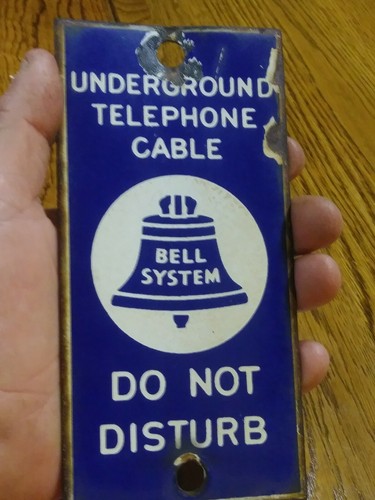 UNDERGROUND
TELEPHONE
CABLE
BELL
SYSTEM
DO NOT
DISTURB